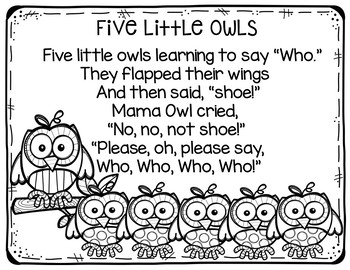 Five Little Owls
Five little owls learning to say “Who.”
They flapped their wings
And then said, “shoe!”
Mama Owl cried,
“No, no, not shoe!”
“Please, oh, please say,
Who, Who, Who, Who!”